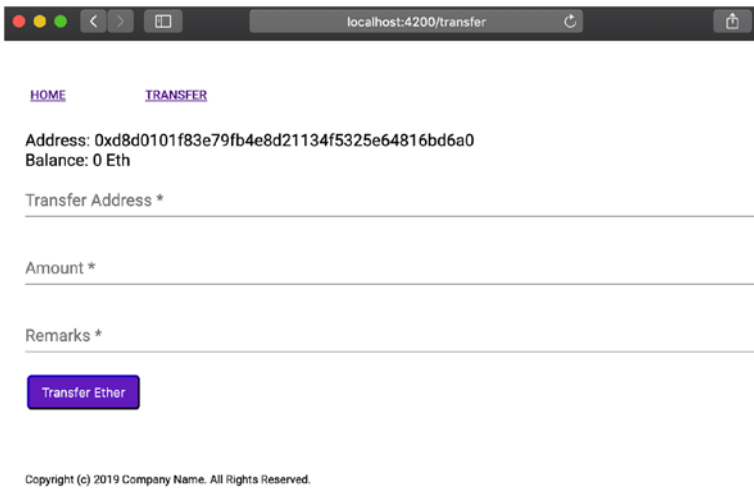 localhost:4200/transfer
HOME TRANSFER
Address: 0xd8d0101f83e79fb4e8d21134f5325e64816bd6a0
Balance: 0 Eth
Transfer Address *
Amount *
Remarks *
Transfer Ether
Copyright (c) 2019 Company Name. All Rights Reserved.